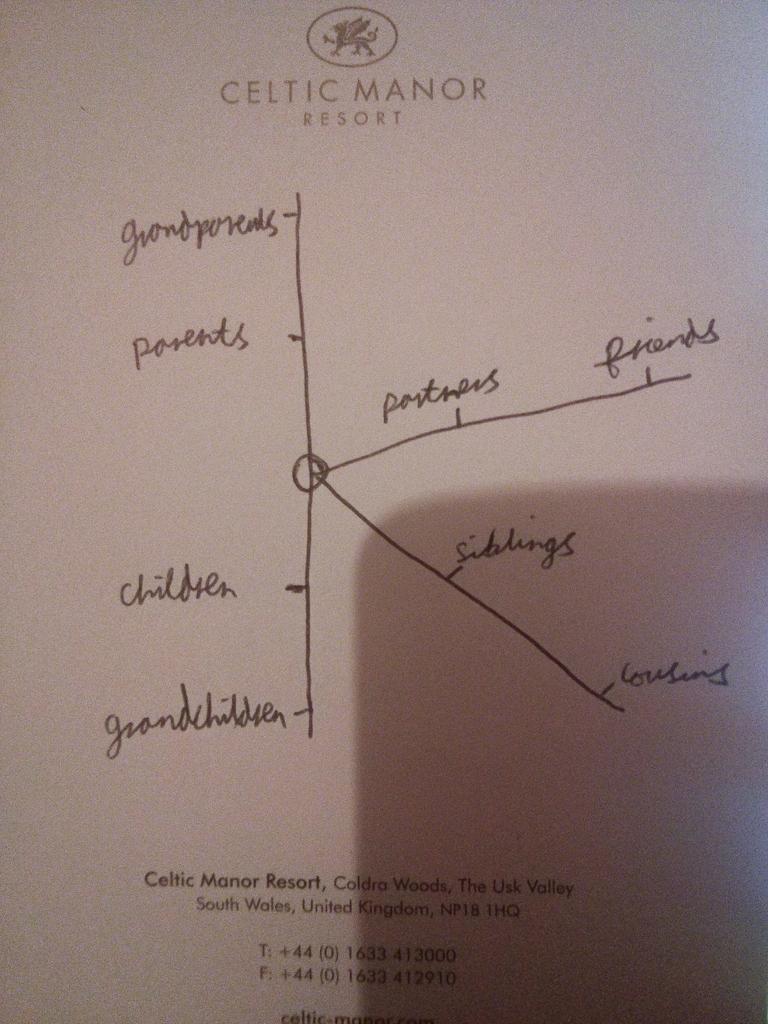 CELTIC MANOR
RESORT
grandparents
parents
friends
partners
siblings
children
cousins
grandchildren
Celtic Manor Resort, Coldra Woods, The Usk Valley
South Wales, United Kingdom, NP18 1HQ
T: +44 (0) 1633 413000
F: +44 (0) 1633 412910
celtic-manor.com